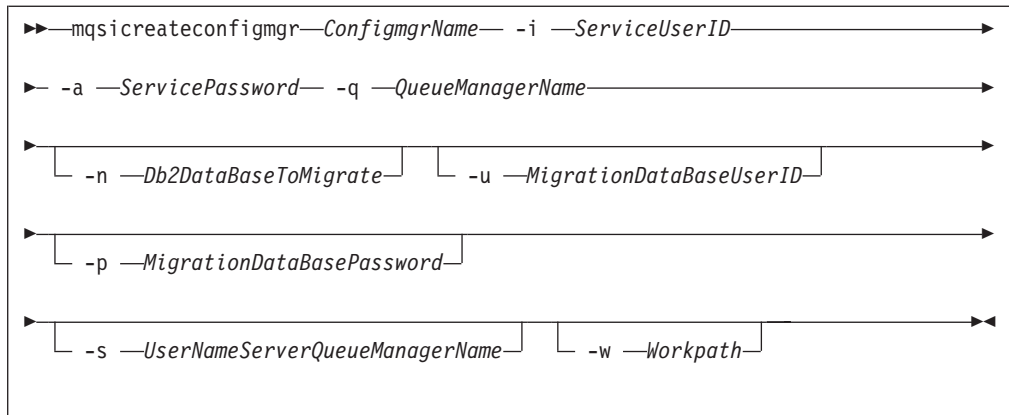 mqsicreateconfigmgr ConfigmgrName -i ServiceUserID
-a ServicePassword -q QueueManagerName
-n Db2DataBaseToMigrate -u MigrationDataBaseUserID
-p MigrationDataBasePassword
-s UserNameServerQueueManagerName -w Workpath